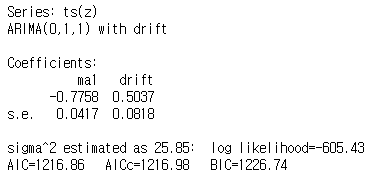 Series: ts(z)
ARIMA(0,1,1) with drift
Coefficients:
ma1 drift
-0.7758 0.5037
s.e. 0.0417 0.0818
sigma^2 estimated as 25.85: log likelihood=-605.43
AIC=1216.86 AICc=1216.98 BIC=1226.74